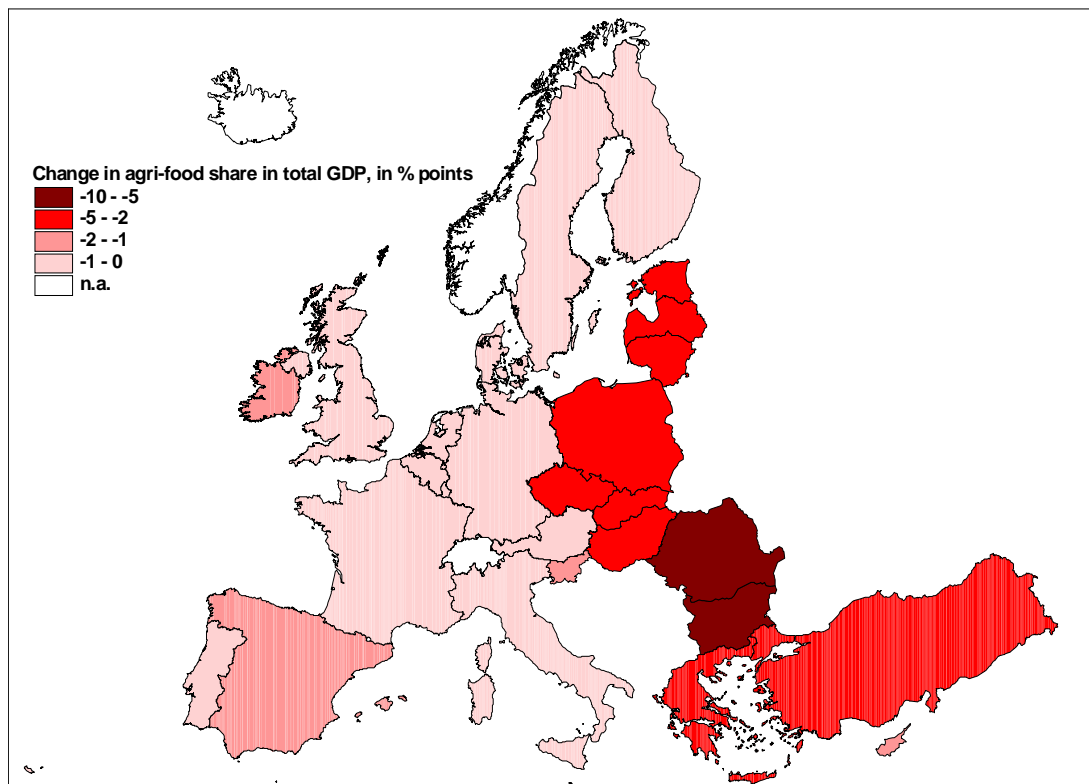 Change in agri-food share in total GDP, in % points
-10 - -5
-5 - -2
-2 - -1
-1 - 0
n.a.